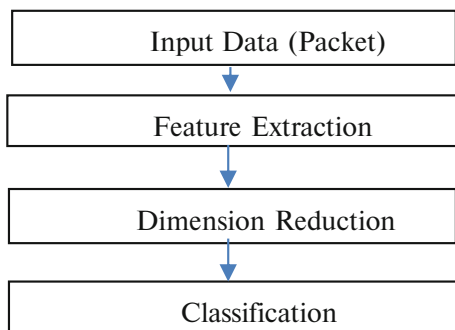 Input Data (Packet)
Feature Extraction
Dimension Reduction
Classification